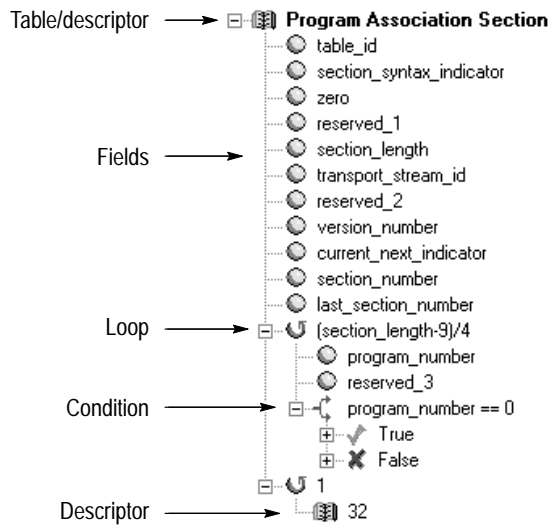 Table/descriptor Program Association Section
table_id
section_syntax_indicator
zero
reserved_1
Fields section_length
transport_stream_id
reserved_2
version_number
current_next_indicator
section_number
last_section_number
Loop (section_length-9)/4
program_number
reserved_3
Condition program_number == 0
True
False
1
Descriptor 32